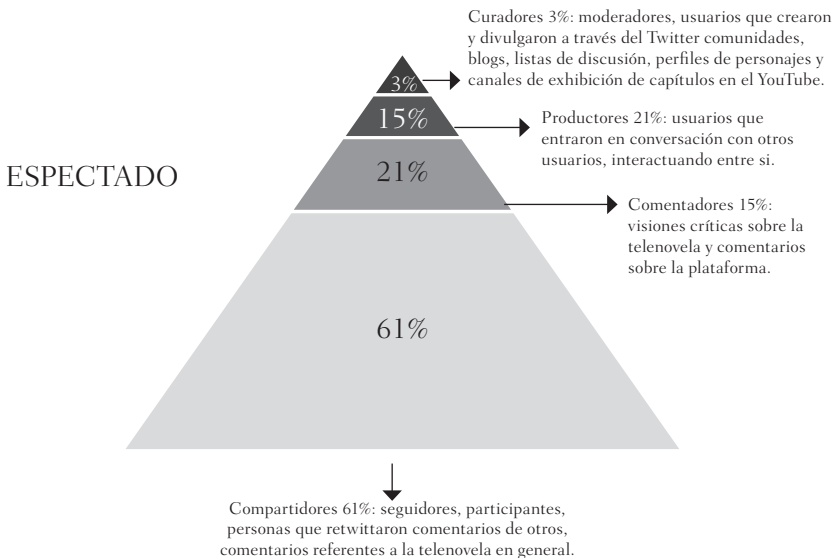 Curadores 3%: moderadores, usuarios que crearon
y divulgaron a través del Twitter comunidades,
blogs, listas de discusión, perfiles de personajes y
canales de exhibición de capítulos en el YouTube.
3%
15%
Productores 21%: usuarios que
entraron en conversación con otros
usuarios, interactuando entre si.
ESPECTADO
21%
Comentadores 15%:
visiones críticas sobre la
telenovela y comentarios
sobre la plataforma.
61%
Compartidores 61%: seguidores, participantes,
personas que retwittaron comentarios de otros,
comentarios referentes a la telenovela en general.